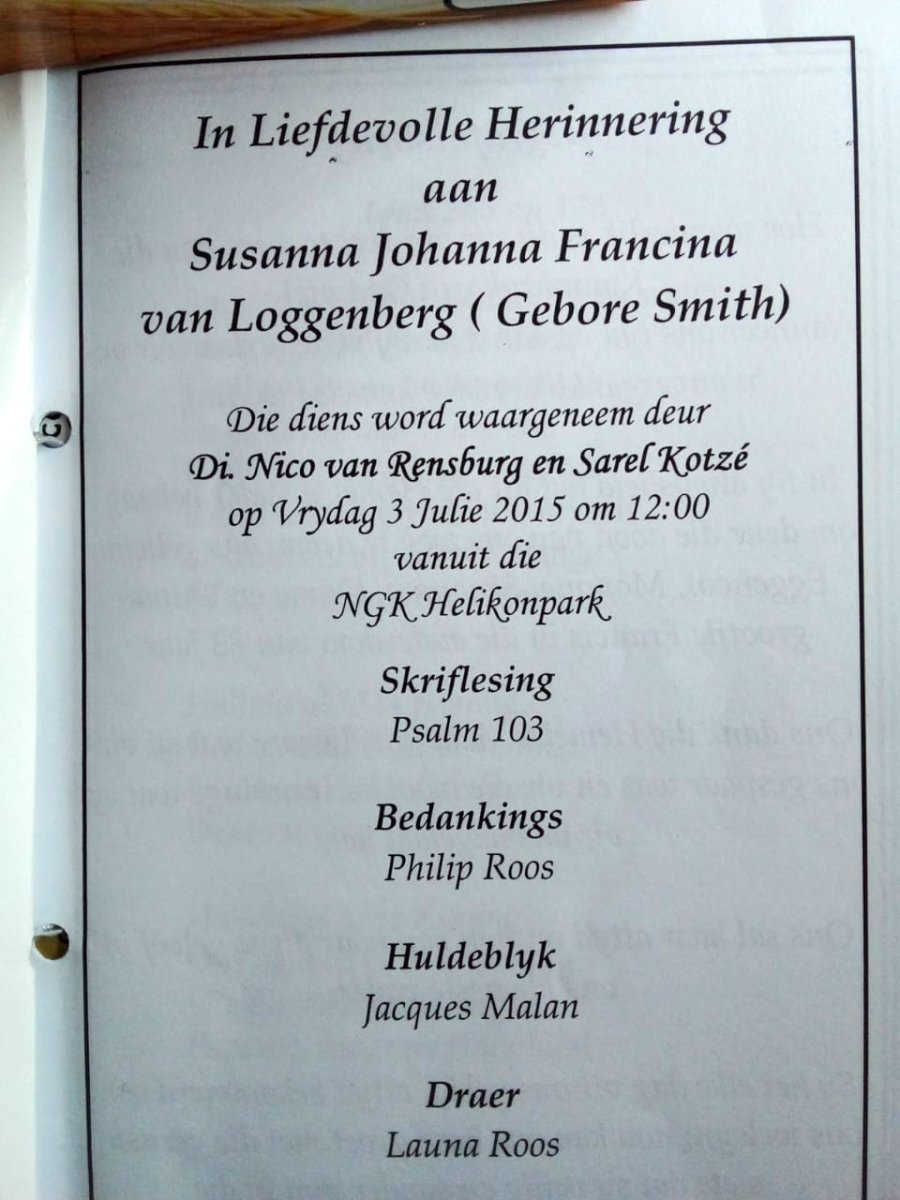 In Liefdevolle Herinnering
aan
Susanna Johanna Francina
van Loggenberg ( Gebore Smith)
Die diens word waargeneem deur
Di. Nico van Rensburg en Sarel Kotzé
op Vrydag 3 Julie 2015 om 12:00
vanuit die
NGK Helikonpark
Skriflesing
Psalm 103
Bedankings
Philip Roos
Huldeblyk
Jacques Malan
Draer
Launa Roos